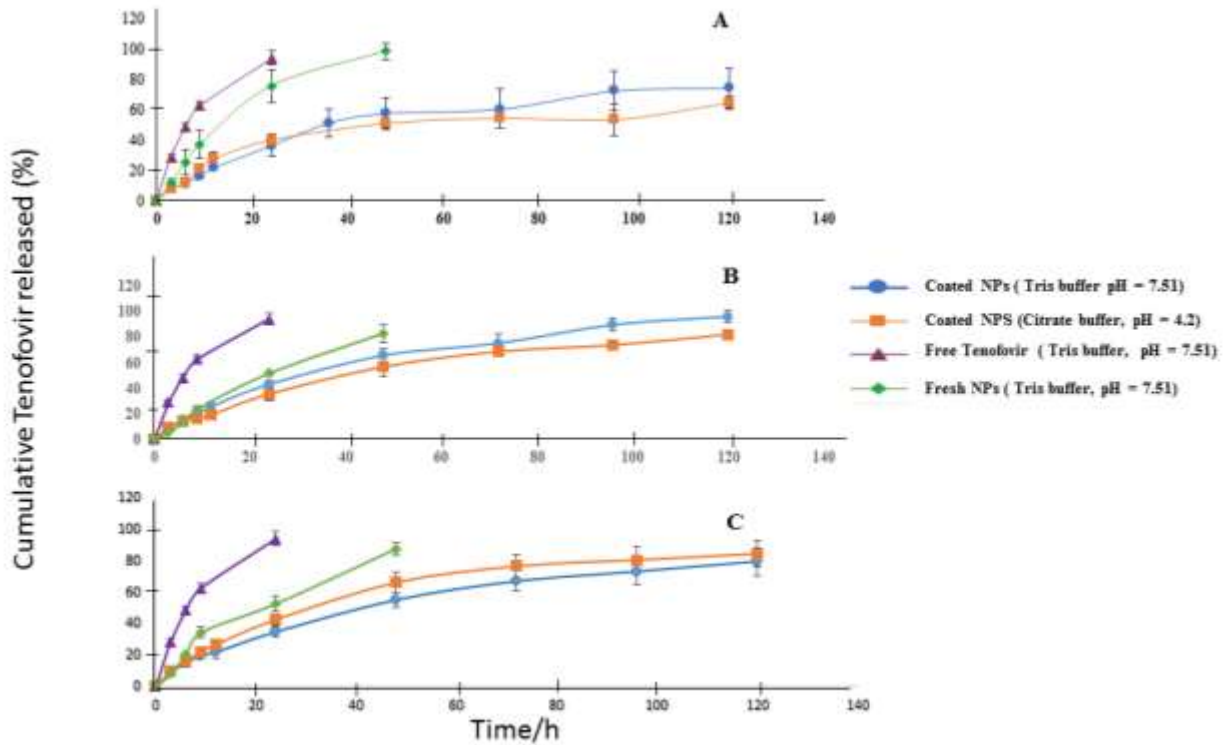 Cumulative Tenofovir released (%)
120
100
80
60
40
20
0
A
0 20 40 60 80 100 120 140
120
100
80
60
40
20
0
B
0 20 40 60 80 100 120 140
120
100
80
60
40
20
0
C
0 20 40 60 80 100 120 140
Time/h
Coated NPs ( Tris buffer pH = 7.51)
Coated NPS (Citrate buffer, pH = 4.2)
Free Tenofovir ( Tris buffer, pH = 7.51)
Fresh NPs ( Tris buffer, pH = 7.51)